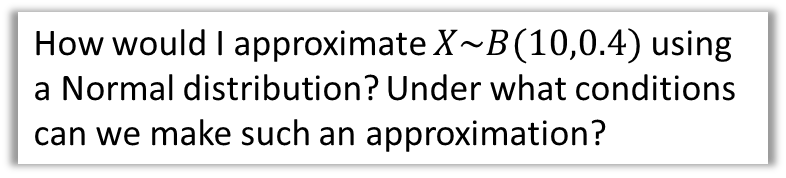 How would I approximate X~B(10,0.4) using
a Normal distribution? Under what conditions
can we make such an approximation?